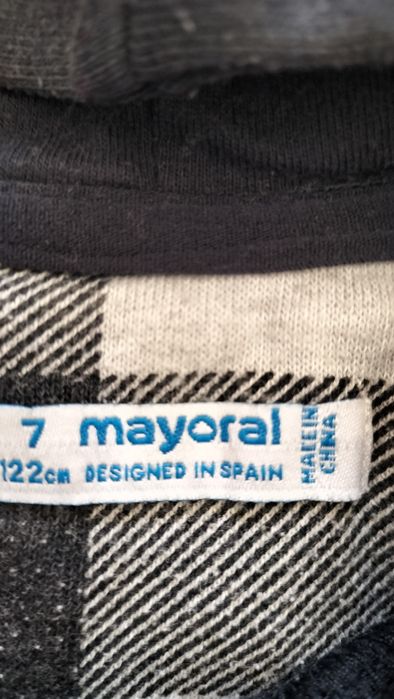 7 mayoral
122cm DESIGNED IN SPAIN
MADE IN
CHINA